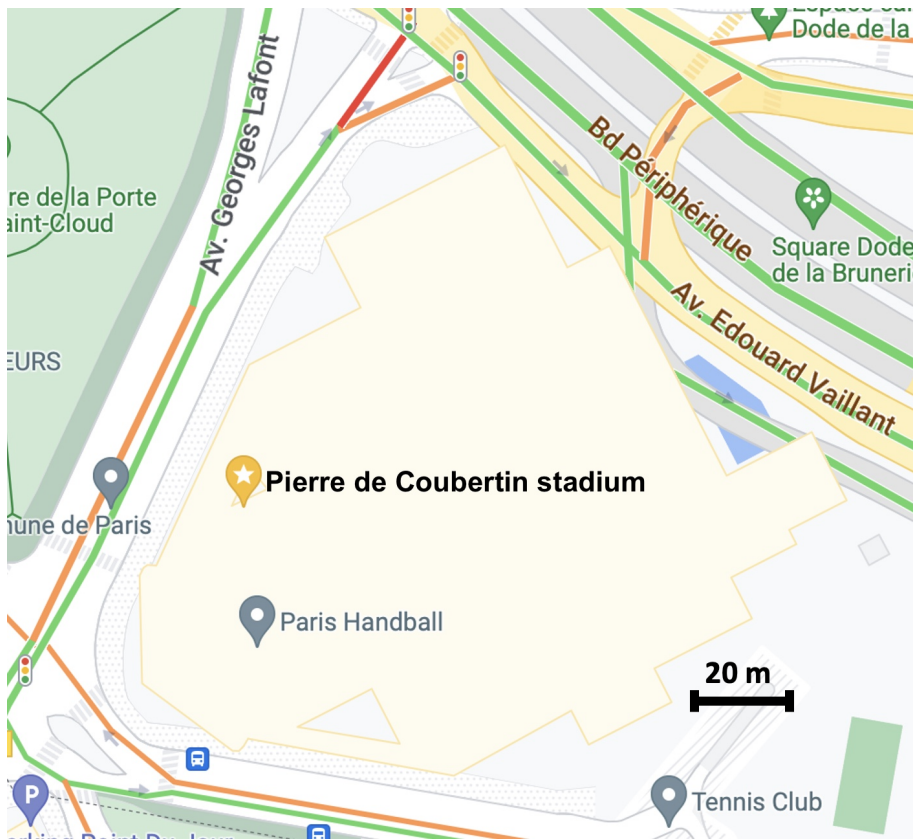 Dode de la
Av. Georges Lafont
Bd Périphérique
re de la Porte
aint-Cloud
Square Dode
de la Bruneri
Av. Edouard Vaillant
EURS
Pierre de Coubertin stadium
nune de Paris
Paris Handball
20 m
P
Tennis Club